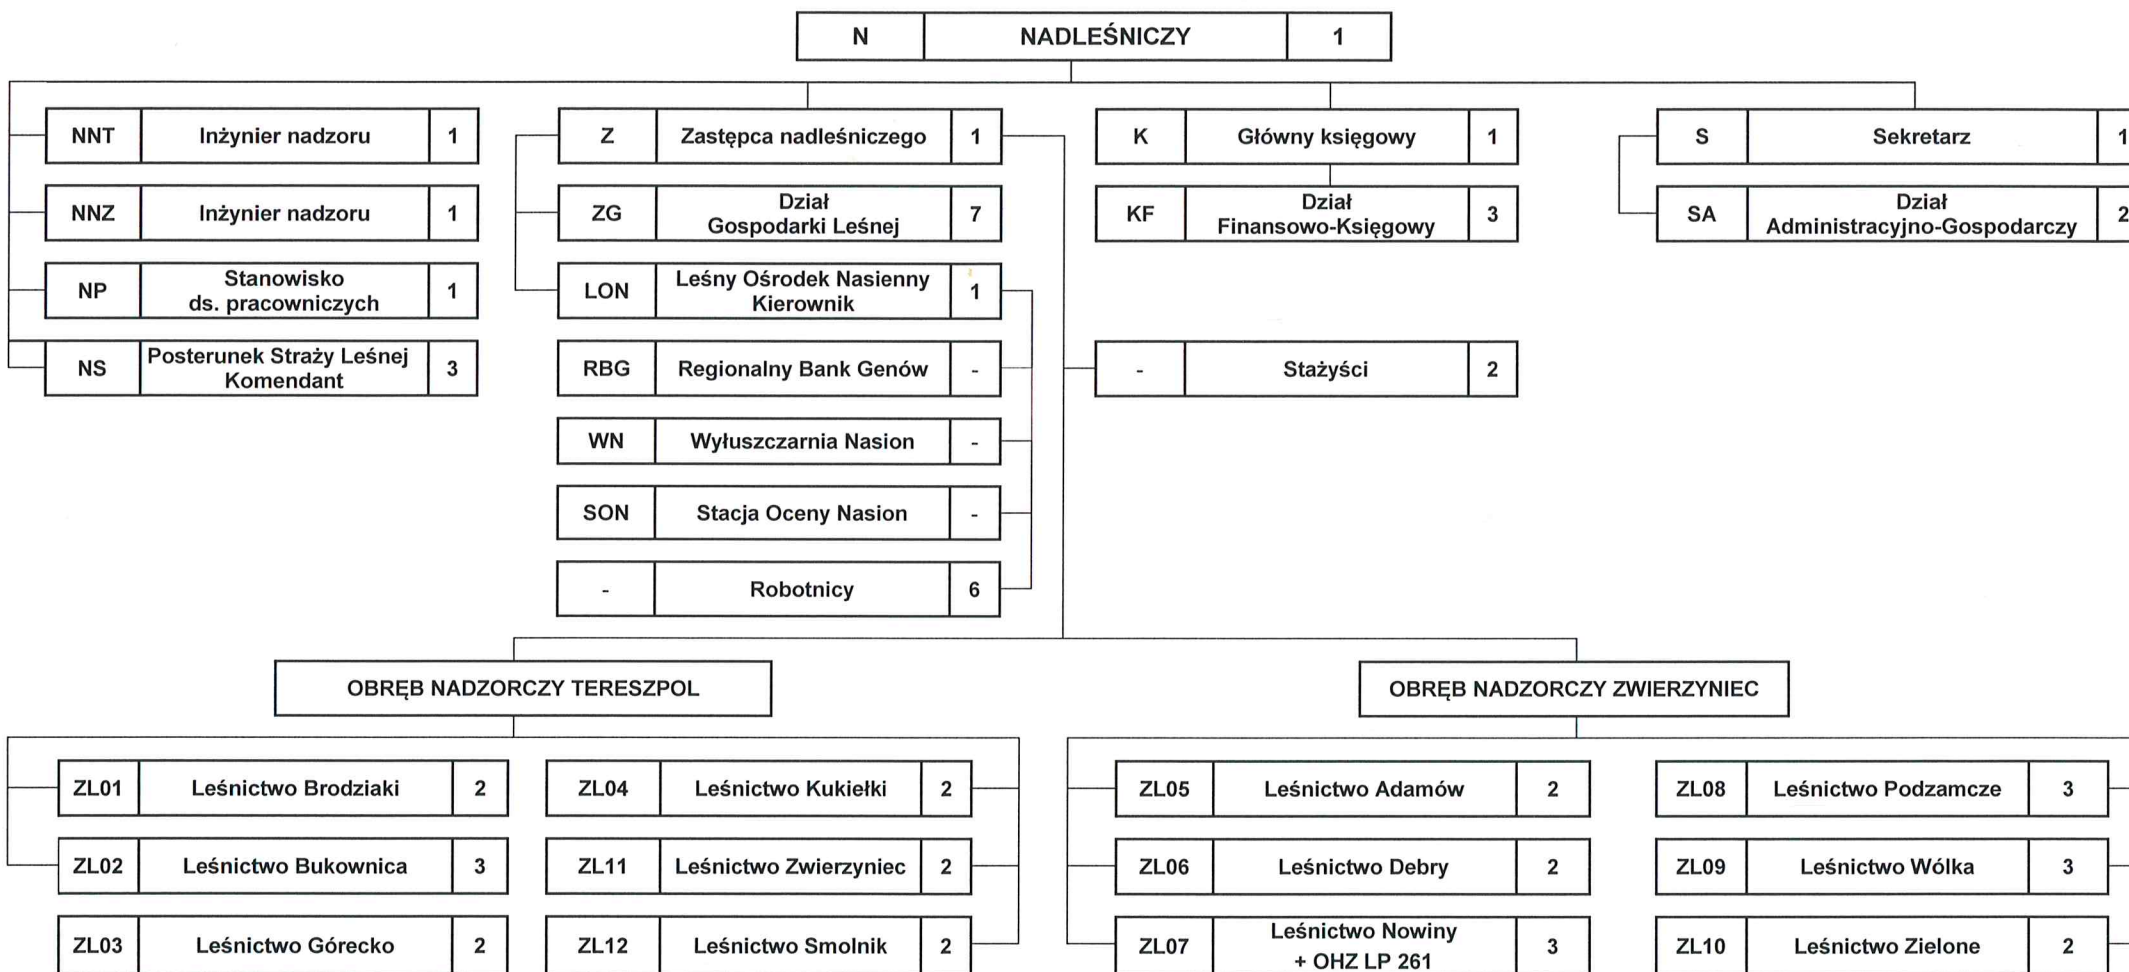 N NADLEŚNICZY 1
NNT Inżynier nadzoru 1
Z Zastępca nadleśniczego 1
K Główny księgowy 1
S Sekretarz 1
NNZ Inżynier nadzoru 1
ZG Dział
Gospodarki Leśnej 7
KF Dział
Finansowo-Księgowy 3
SA Dział
Administracyjno-Gospodarczy 2
NP Stanowisko
ds. pracowniczych 1
LON Leśny Ośrodek Nasienny
Kierownik 1
NS Posterunek Straży Leśnej
Komendant 3
RBG Regionalny Bank Genów -
- Stażyści 2
WN Wyłuszczarnia Nasion -
SON Stacja Oceny Nasion -
- Robotnicy 6
OBRĘB NADZORCZY TERESZPOL
OBRĘB NADZORCZY ZWIERZYNIEC
ZL01 Leśnictwo Brodziaki 2
ZL04 Leśnictwo Kukiełki 2
ZL05 Leśnictwo Adamów 2
ZL08 Leśnictwo Podzamcze 3
ZL02 Leśnictwo Bukownica 3
ZL11 Leśnictwo Zwierzyniec 2
ZL06 Leśnictwo Debry 2
ZL09 Leśnictwo Wólka 3
ZL03 Leśnictwo Górecko 2
ZL12 Leśnictwo Smolnik 2
ZL07 Leśnictwo Nowiny
+ OHZ LP 261 3
ZL10 Leśnictwo Zielone 2